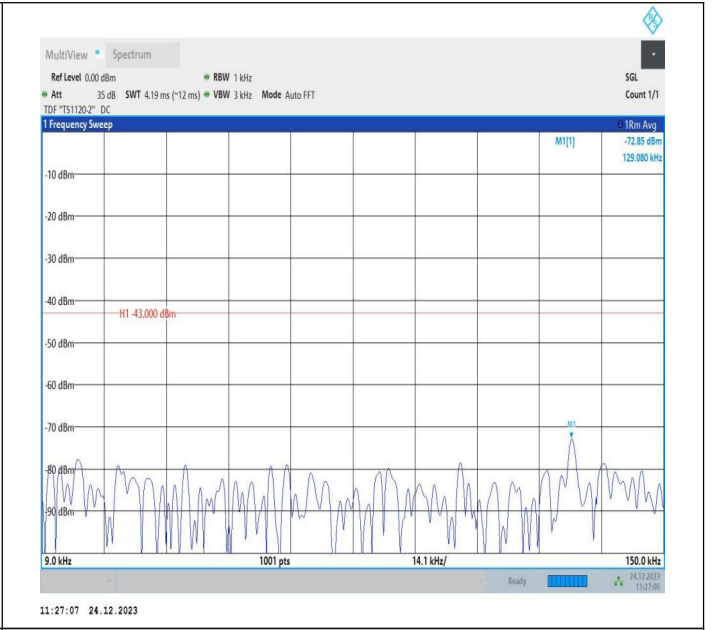 R&S
MultiView Spectrum
Ref Level 0.00 dBm RBW 1 kHz SGL
Att 35 dB SWT 4.19 ms (~12 ms) VBW 3 kHz Mode Auto FFT Count 1/1
TDF "TS1120-2" DC
1 Frequency Sweep 1Rm Avg
M1[1] -72.85 dBm
129.080 kHz
-10 dBm
-20 dBm
-30 dBm
-40 dBm
H1 -43.000 dBm
-50 dBm
-60 dBm
-70 dBm
M1
-80 dBm
-90 dBm
9.0 kHz 1001 pts 14.1 kHz/ 150.0 kHz
Ready 24.12.2023
11:27:06
11:27:07 24.12.2023